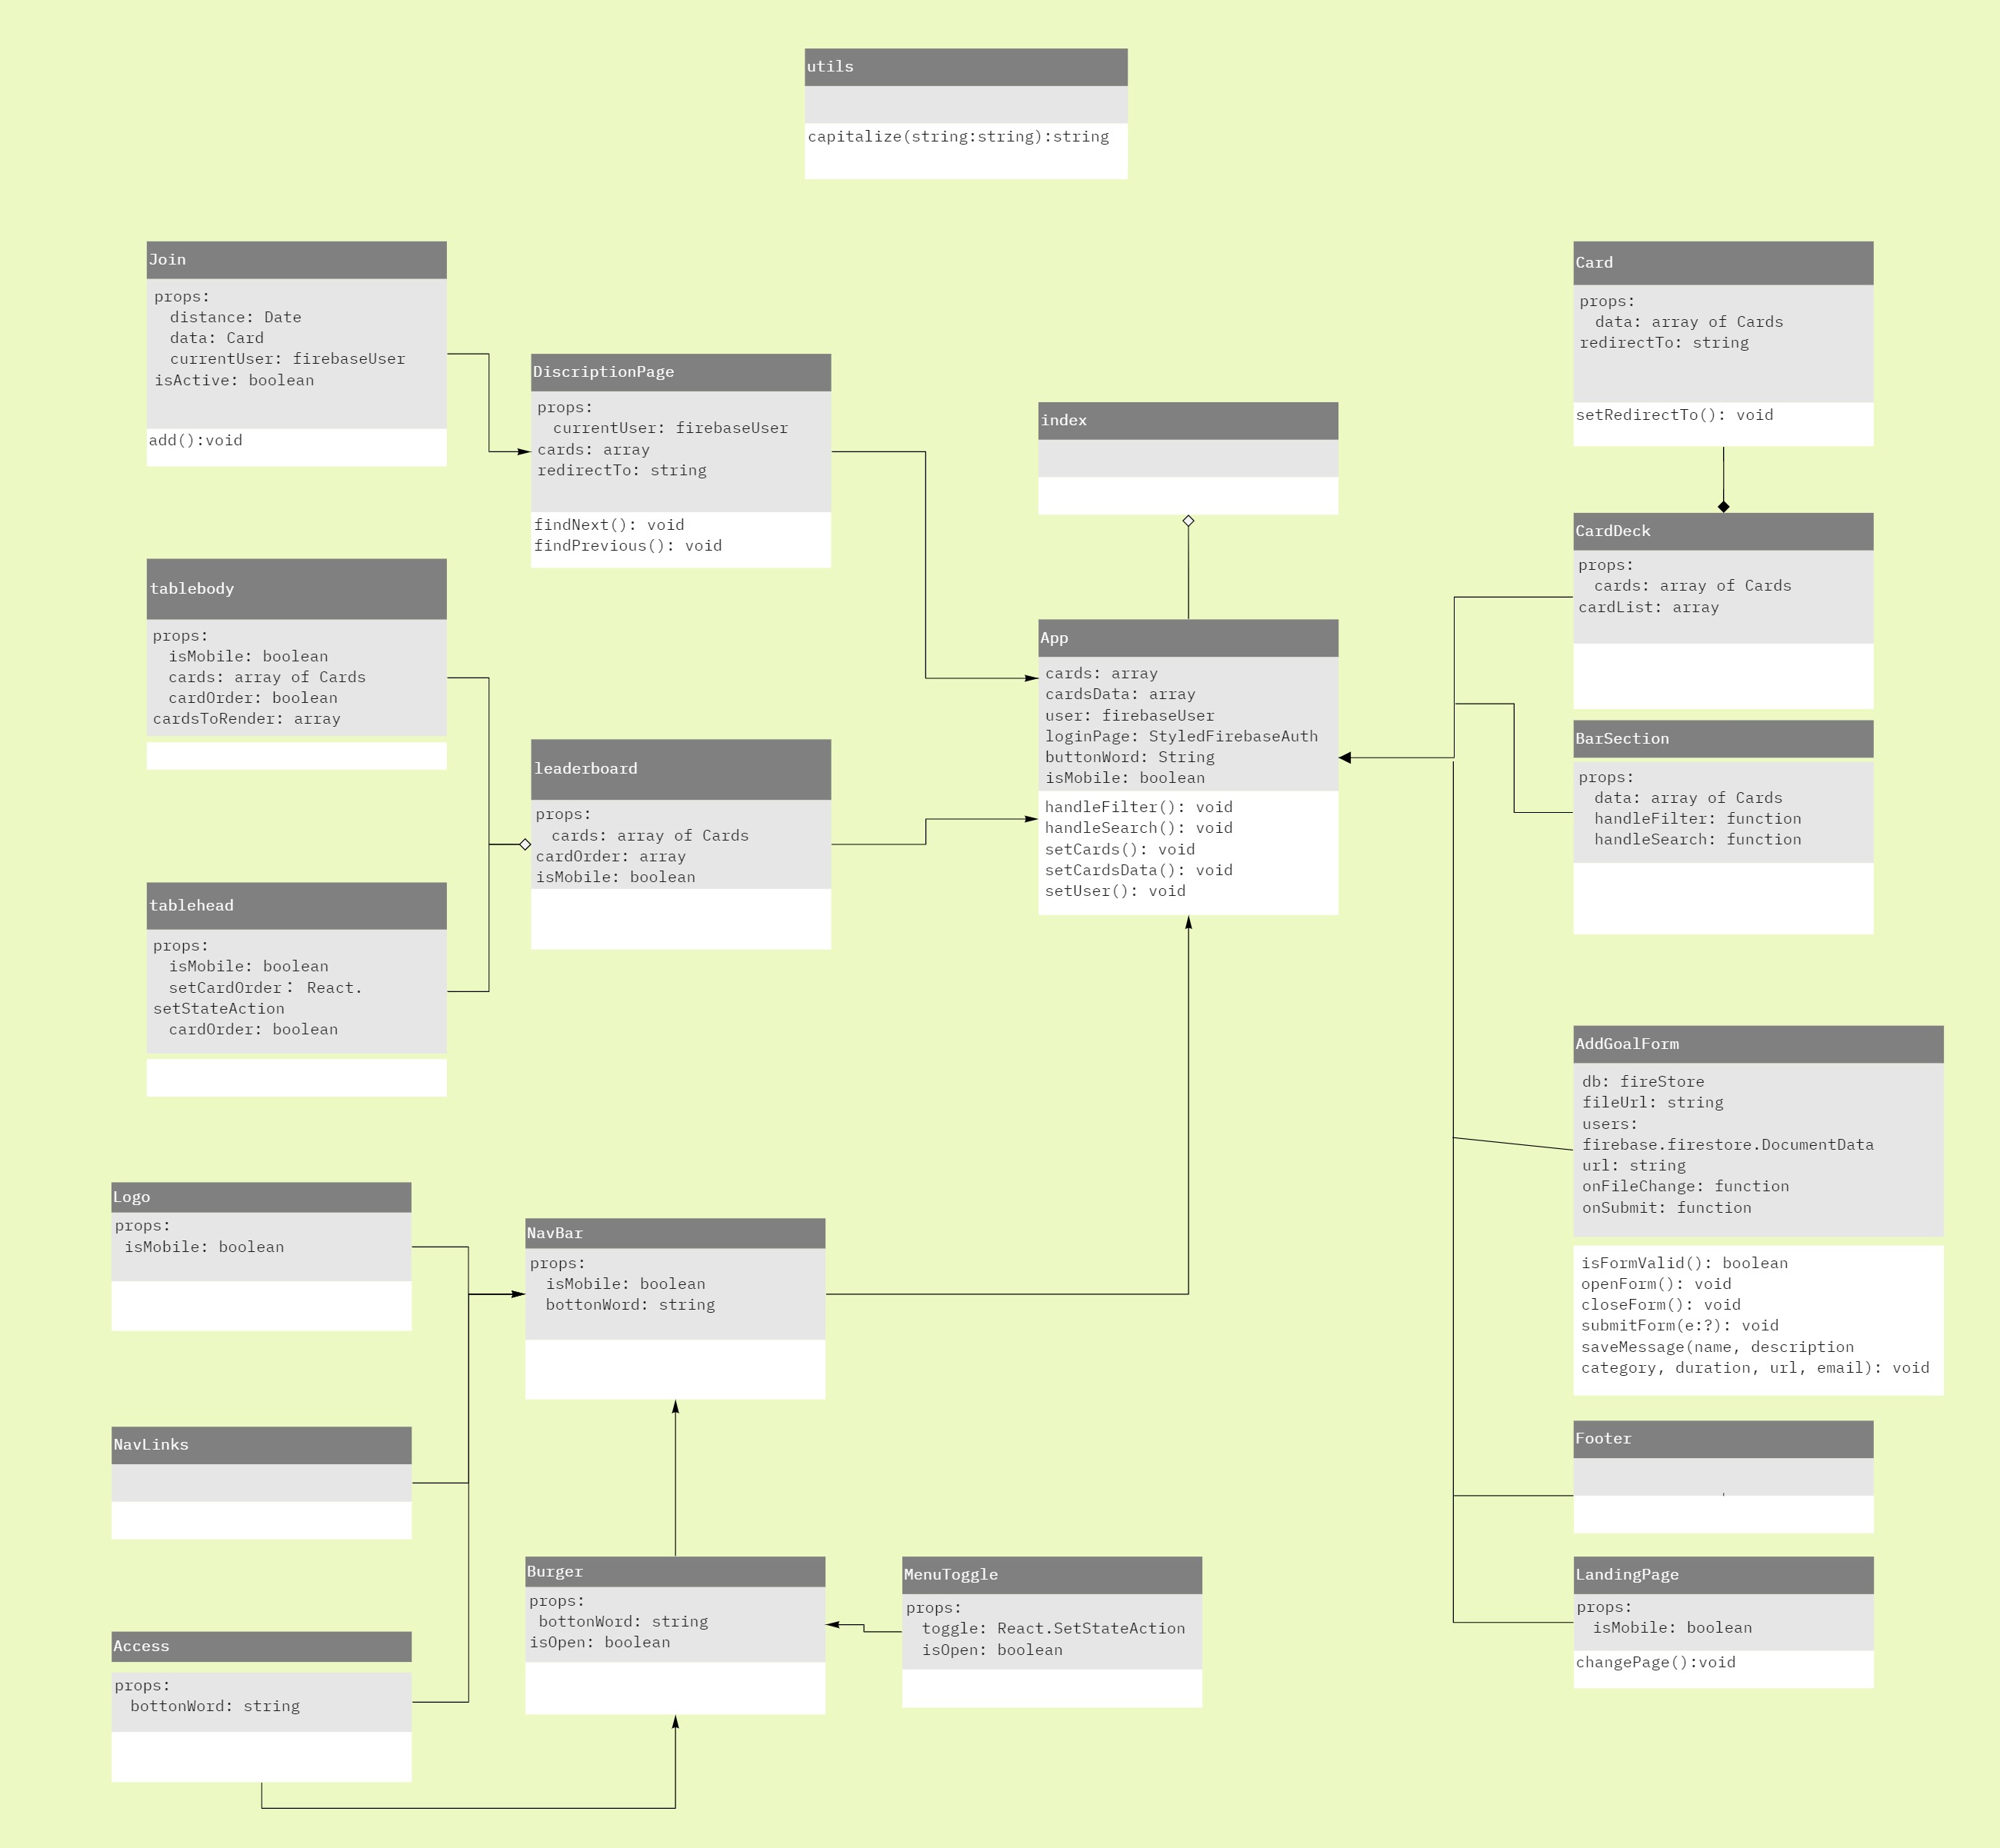 utils
capitalize(string:string):string
Join
props:
distance: Date
data: Card
currentUser: firebaseUser
isActive: boolean
add():void
DiscriptionPage
props:
currentUser: firebaseUser
cards: array
redirectTo: string
findNext(): void
findPrevious(): void
index
Card
props:
data: array of Cards
redirectTo: string
setRedirectTo(): void
CardDeck
props:
cards: array of Cards
cardList: array
tablebody
props:
isMobile: boolean
cards: array of Cards
cardOrder: boolean
cardsToRender: array
leaderboard
props:
cards: array of Cards
cardOrder: array
isMobile: boolean
App
cards: array
cardsData: array
user: firebaseUser
loginPage: StyledFirebaseAuth
buttonWord: String
isMobile: boolean
handleFilter(): void
handleSearch(): void
setCards(): void
setCardsData(): void
setUser(): void
BarSection
props:
data: array of Cards
handleFilter: function
handleSearch: function
tablehead
props:
isMobile: boolean
setCardOrder: React.
setStateAction
cardOrder: boolean
AddGoalForm
db: fireStore
fileUrl: string
users:
firebase.firestore.DocumentData
url: string
onFileChange: function
onSubmit: function
isFormValid(): boolean
openForm(): void
closeForm(): void
submitForm(e:?): void
saveMessage(name, description
category, duration, url, email): void
Logo
props:
isMobile: boolean
NavBar
props:
isMobile: boolean
bottonWord: string
NavLinks
Footer
Burger
props:
bottonWord: string
isOpen: boolean
MenuToggle
props:
toggle: React.SetStateAction
isOpen: boolean
LandingPage
props:
isMobile: boolean
changePage():void
Access
props:
bottonWord: string